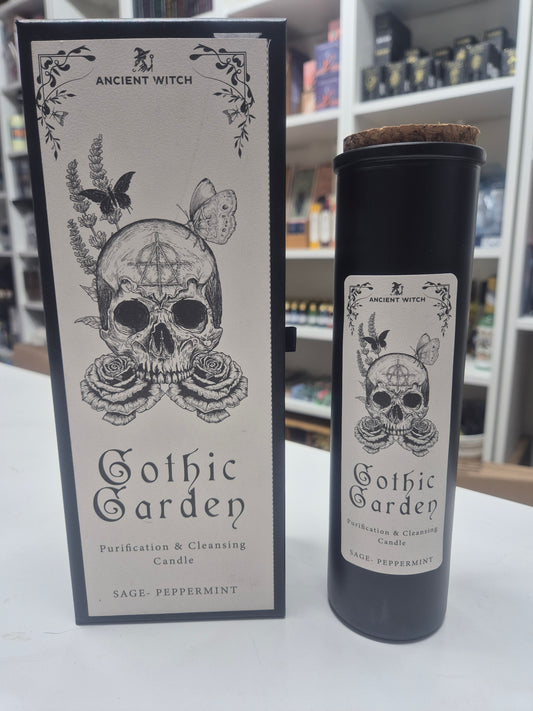 ANCIENT WITCH
Gothic
Garden
Purification & Cleansing
Candle
SAGE- PEPPERMINT
ANCIENT WITCH
Gothic
Garden
Purification & Cleansing
Candle
SAGE- PEPPERMINT